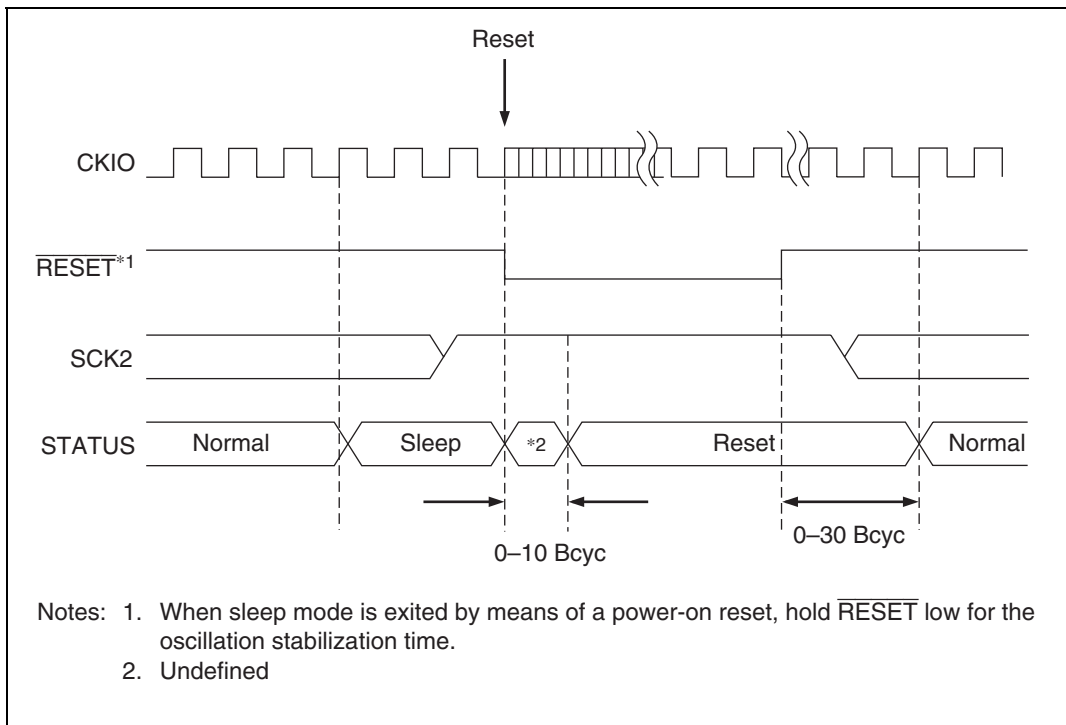 Reset
CKIO
RESET*1
SCK2
STATUS
Normal
Sleep
*2
Reset
Normal
0–10 Bcyc
0–30 Bcyc
Notes: 1. When sleep mode is exited by means of a power-on reset, hold RESET low for the
oscillation stabilization time.
2. Undefined